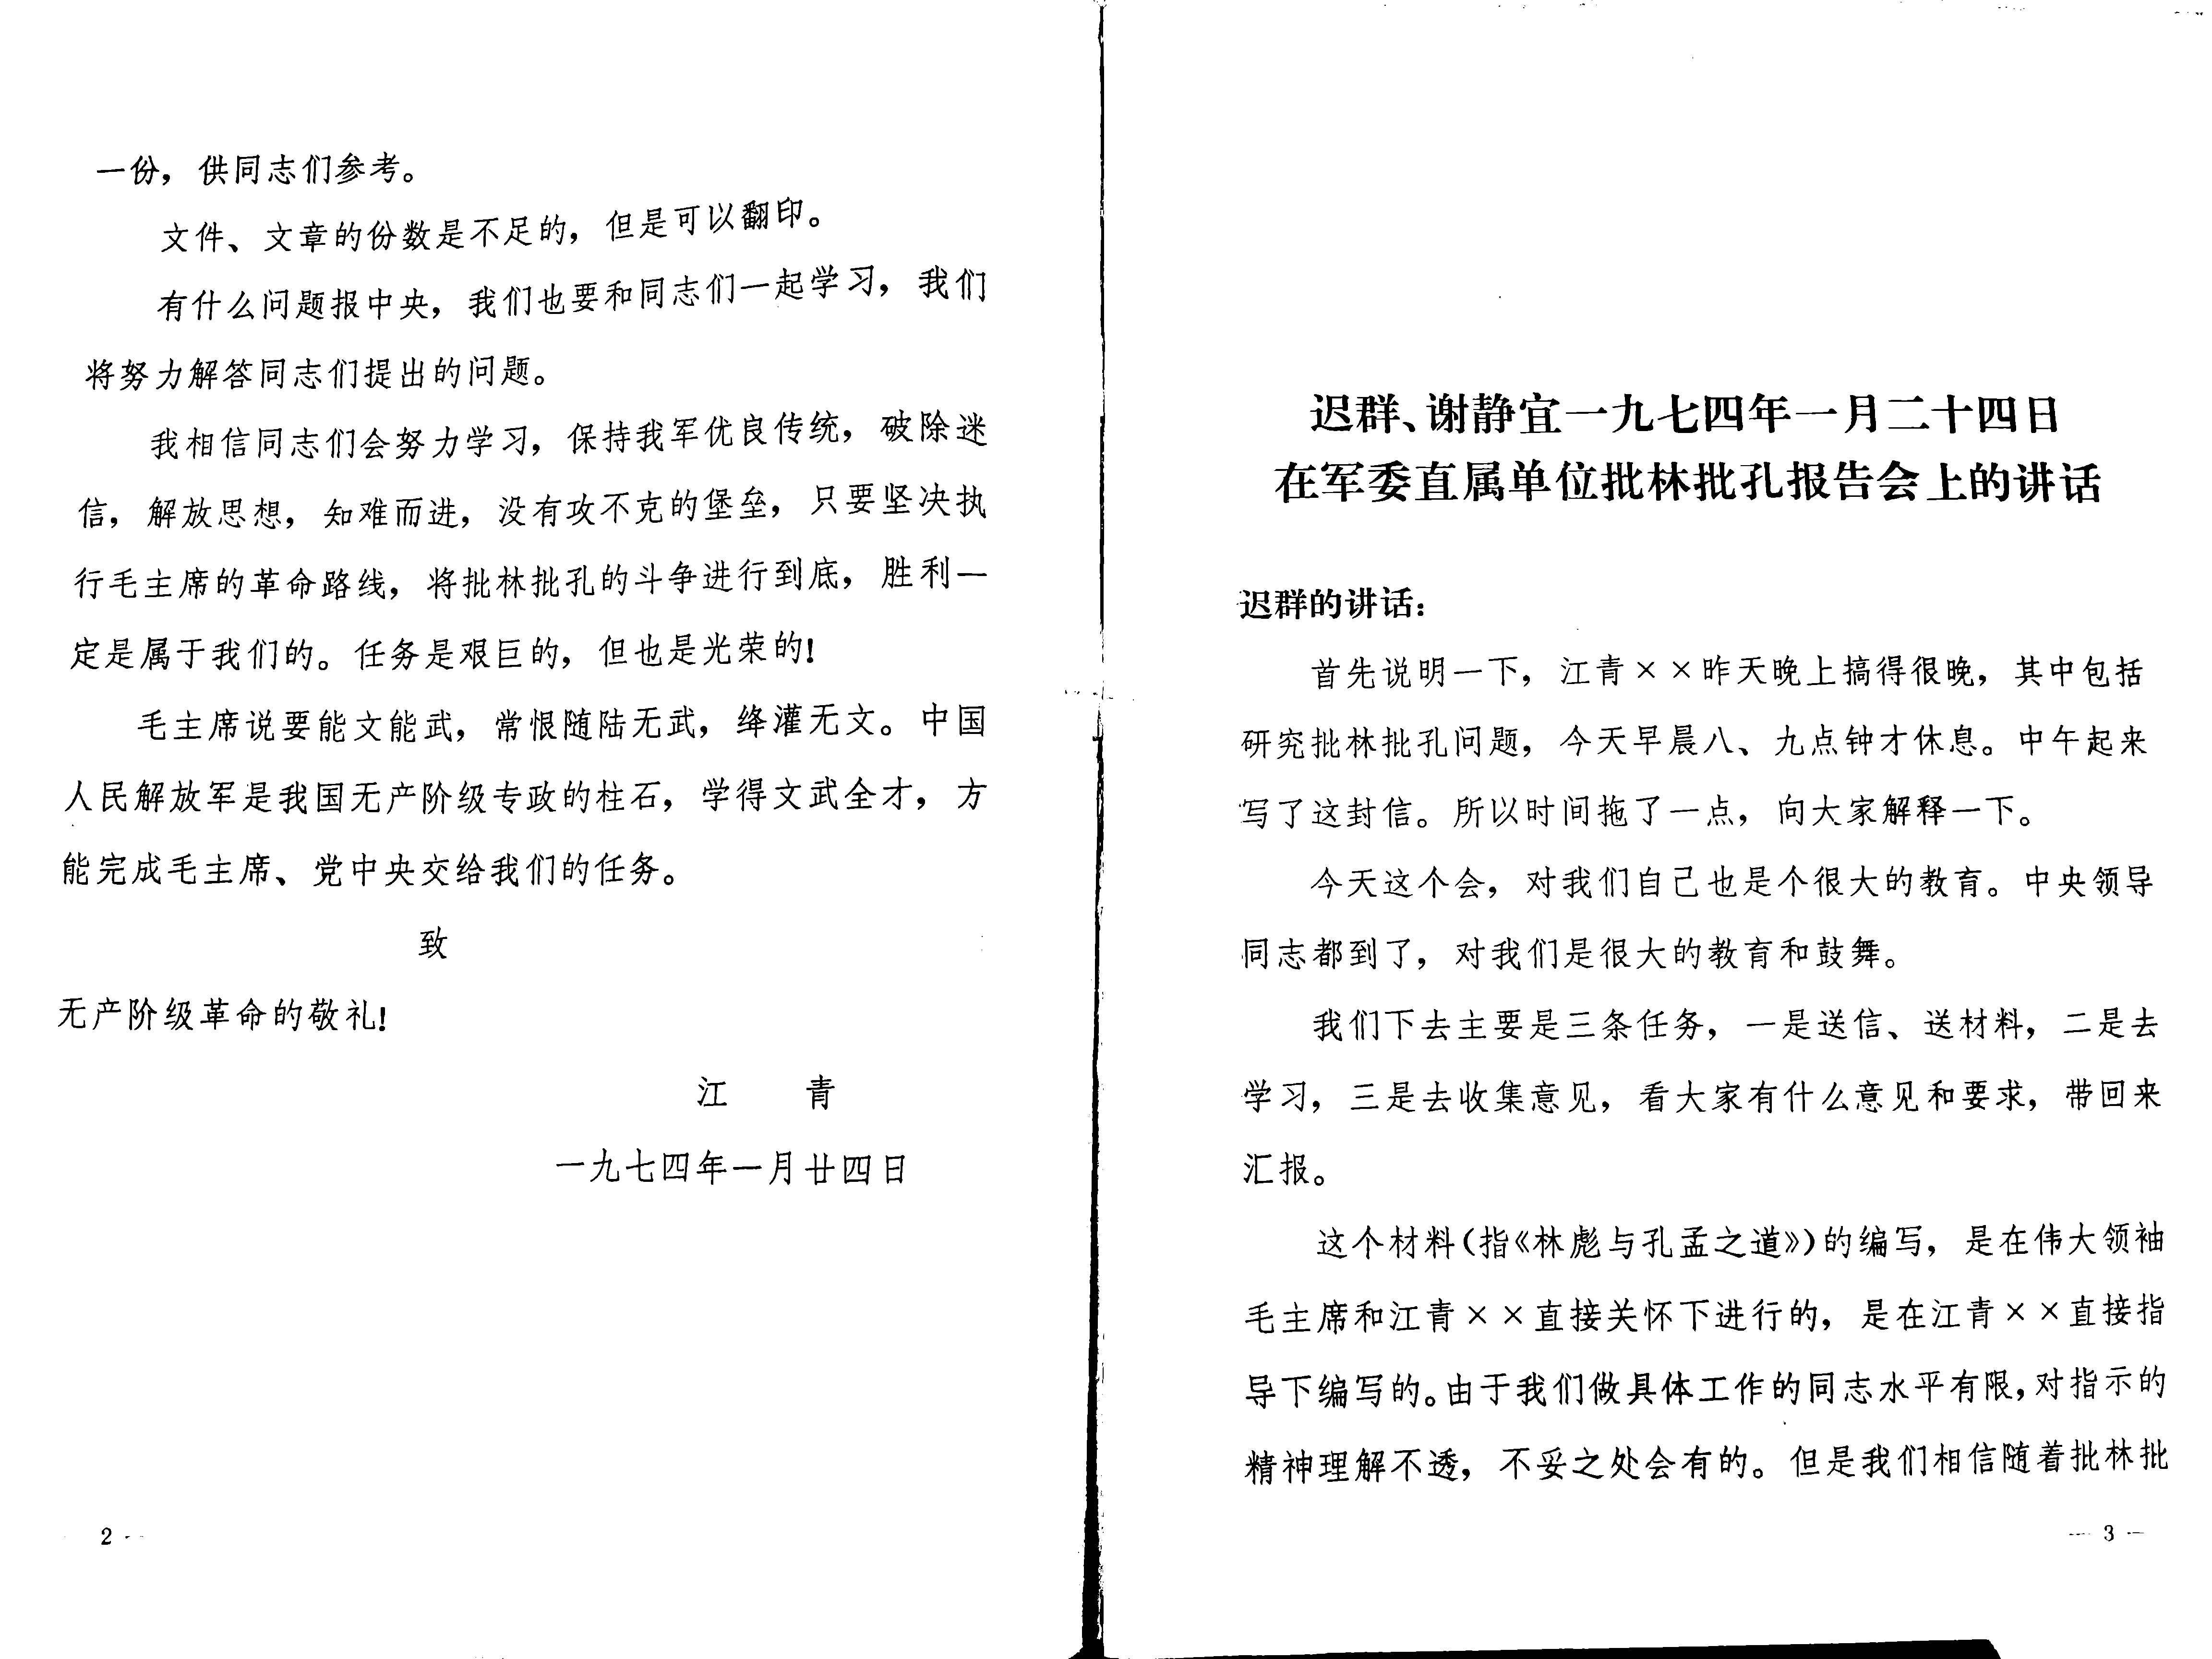 一份，供同志们参考。
文件、文章的份数是不足的，但是可以翻印。
有什么问题报中央，我们也要和同志们一起学习，我们
将努力解答同志们提出的问题。
我相信同志们会努力学习，保持我军优良传统，破除迷
信，解放思想，知难而进，没有攻不克的堡垒，只要坚决执
行毛主席的革命路线，将批林批孔的斗争进行到底，胜利一
定是属于我们的。任务是艰巨的，但也是光荣的！
毛主席说要能文能武，常恨随陆无武，绛灌无文。中国
人民解放军是我国无产阶级专政的柱石，学得文武全才，方
能完成毛主席、党中央交给我们的任务。
致
无产阶级革命的敬礼！
江 青
一九七四年一月廿四日
2 —
迟群、谢静宜一九七四年一月二十四日
在军委直属单位批林批孔报告会上的讲话
迟群的讲话：
首先说明一下，江青××昨天晚上搞得很晚，其中包括
研究批林批孔问题，今天早晨八、九点钟才休息。中午起来
写了这封信。所以时间拖了一点，向大家解释一下。
今天这个会，对我们自己也是个很大的教育。中央领导
同志都到了，对我们是很大的教育和鼓舞。
我们下去主要是三条任务，一是送信、送材料，二是去
学习，三是去收集意见，看大家有什么意见和要求，带回来
汇报。
这个材料（指《林彪与孔孟之道》）的编写，是在伟大领袖
毛主席和江青××直接关怀下进行的，是在江青××直接指
导下编写的。由于我们做具体工作的同志水平有限，对指示的
精神理解不透，不妥之处会有的。但是我们相信随着批林批
— 3 —